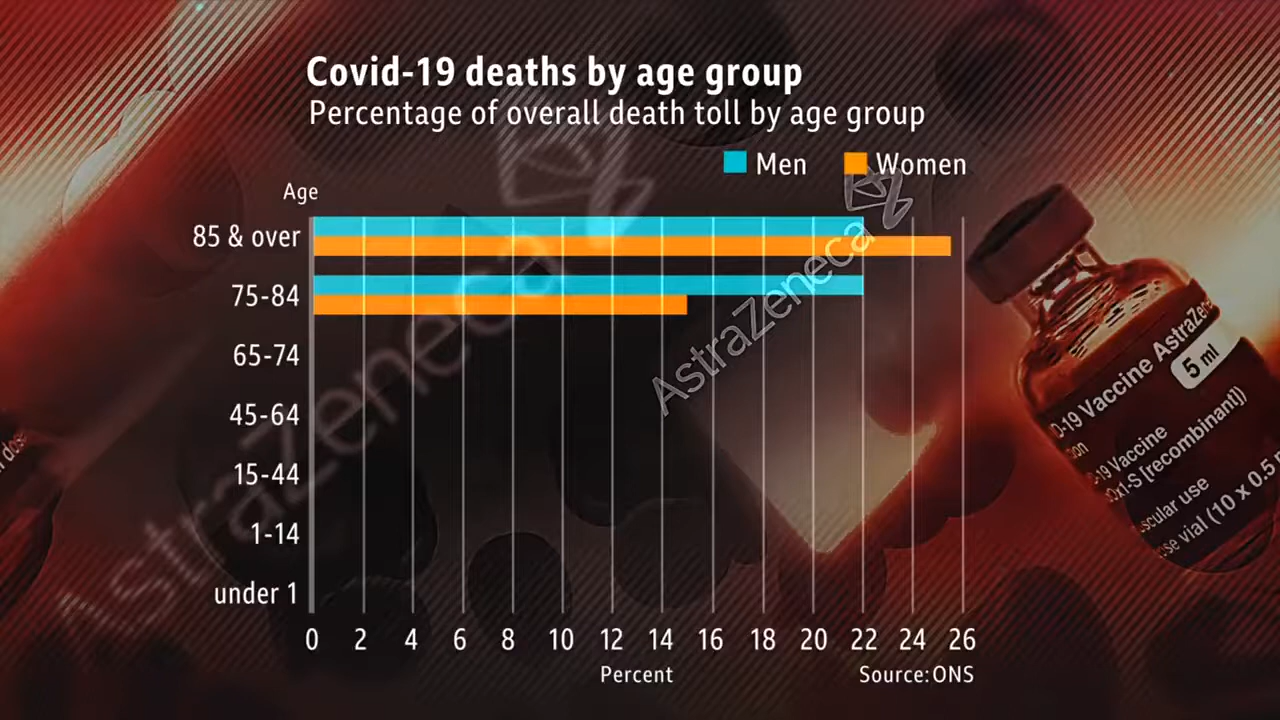 Covid-19 deaths by age group
Percentage of overall death toll by age group
Men
Women
Age
85 & over
75-84
65-74
45-64
15-44
1-14
under 1
0 2 4 6 8 10 12 14 16 18 20 22 24 26
Percent
Source:ONS
AstraZeneca
AstraZeneca
Vaccine AstraZe
5 ml
-19 Vaccine
-S [recombinant])
use
vial (10 x 0.5